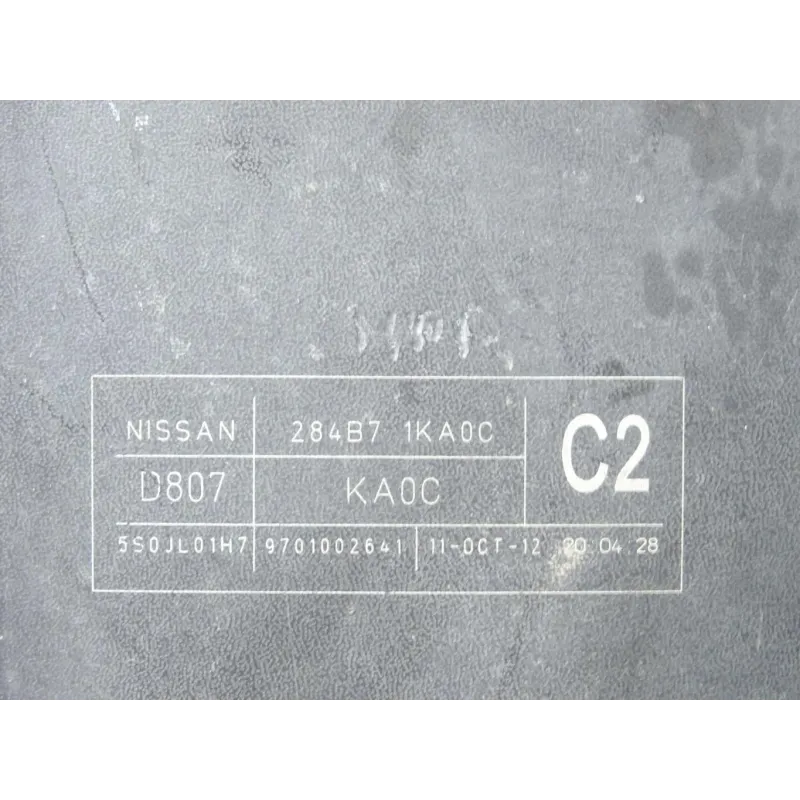 NISSAN 284B7 1KA0C C2
D807 KA0C
5S0JL01H7 9701002641 11-OCT-12 20:04:28